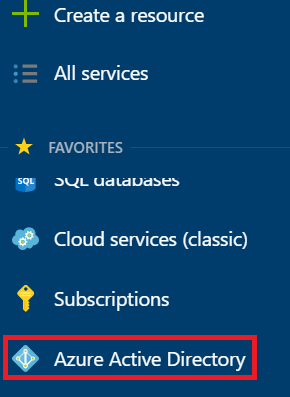 Create a resource
All services
FAVORITES
SQL
SQL databases
Cloud services (classic)
Subscriptions
Azure Active Directory